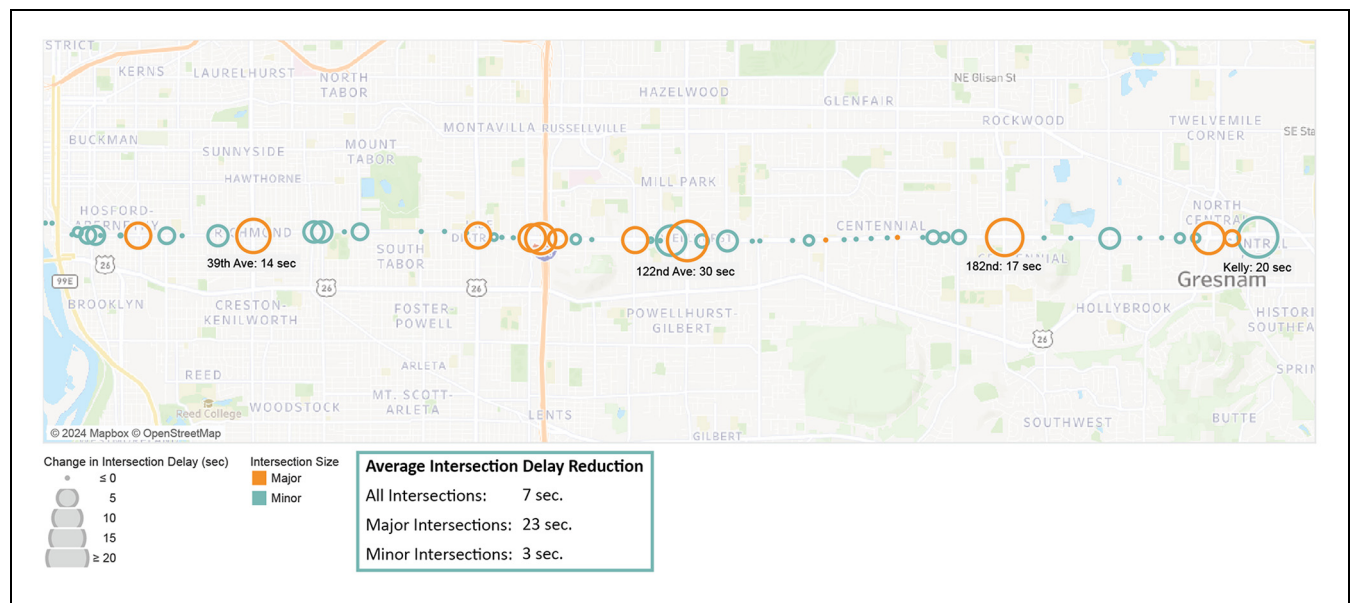 STRICT
KERNS
LAURELHURST
NORTH
TABOR
HAZELWOOD
NE Glisan St
GLENFAIR
ROCKWOOD
TWELVEMILE
CORNER
SE Sta
BUCKMAN
SUNNYSIDE
MOUNT
TABOR
MONTAVILLA
RUSSELLVILLE
HAWTHORNE
MILL PARK
HOSFORD-
ABERNETHY
RICHMOND
SOUTH
TABOR
CENTENNIAL
NORTH
CENTRAL
39th Ave: 14 sec
122nd Ave: 30 sec
182nd: 17 sec
Kelly: 20 sec
Gresham
26
99E
26
26
26
BROOKLYN
CRESTON-
KENILWORTH
FOSTER
POWELL
POWELLHURST-
GILBERT
HOLLYBROOK
HISTORI
SOUTHEA
REED
ARLETA
SPRIN
Reed College
WOODSTOCK
MT. SCOTT-
ARLETA
LENTS
GILBERT
SOUTHWEST
BUTTE
© 2024 Mapbox © OpenStreetMap
Change in Intersection Delay (sec)
≤ 0
5
10
15
≥ 20
Intersection Size
Major
Minor
Average Intersection Delay Reduction
All Intersections: 7 sec.
Major Intersections: 23 sec.
Minor Intersections: 3 sec.